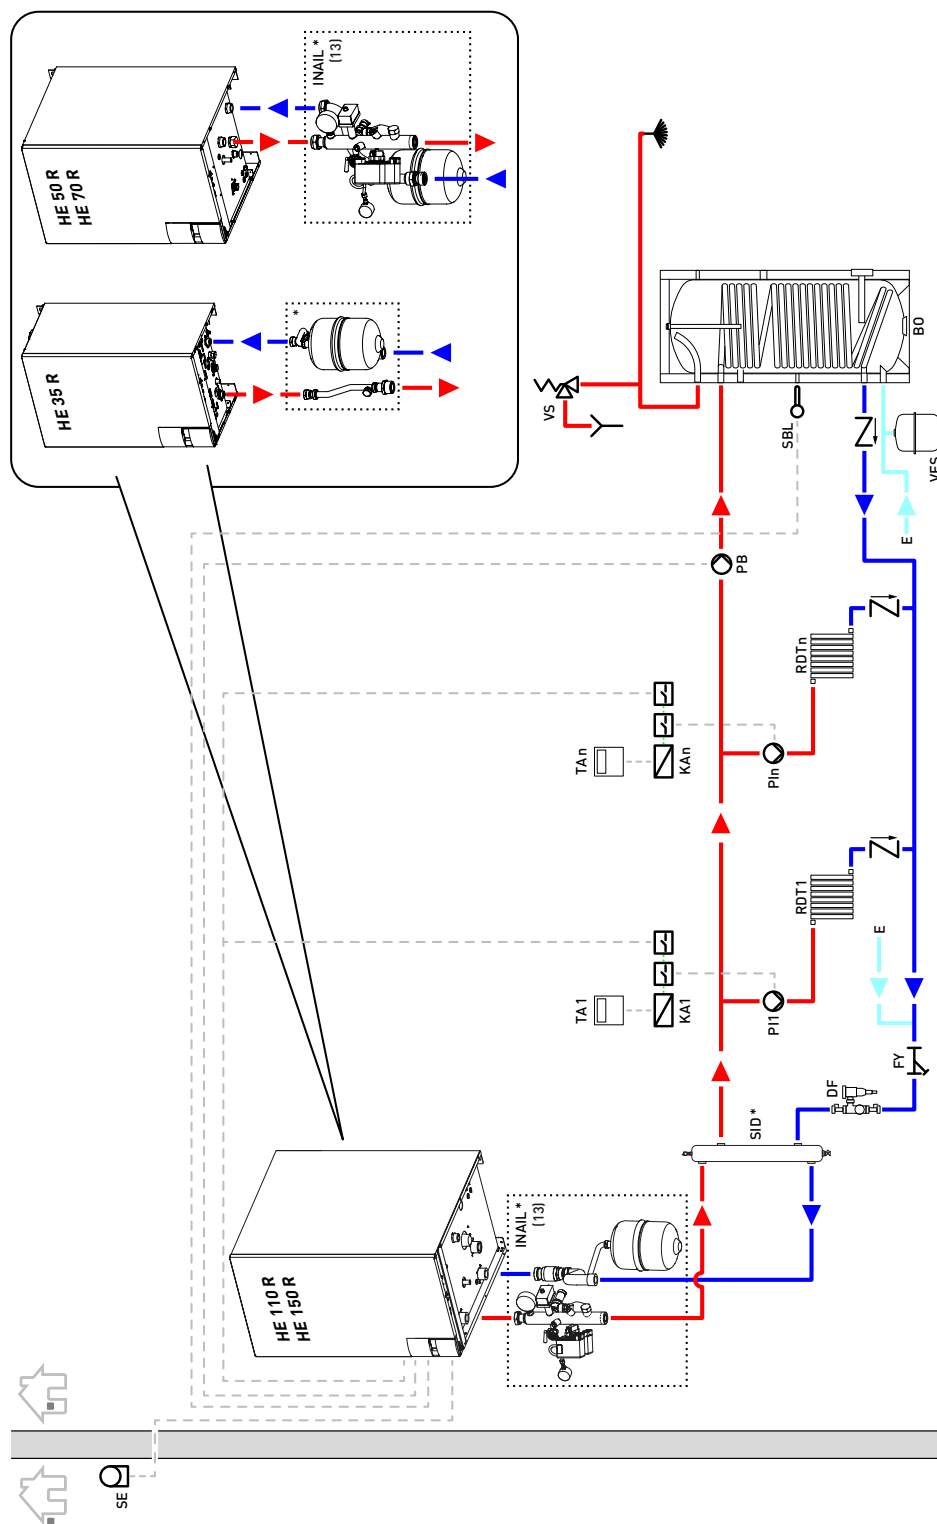 HE 50 R
HE 70 R
INAIL *
(13)
HE 35 R
*
VS
BO
SBL
VES
E
PB
RDTn
TAn
KAn
PIn
RDT1
E
TA1
KA1
PI1
FY
DF
SID *
HE 110 R
HE 150 R
INAIL *
(13)
SE